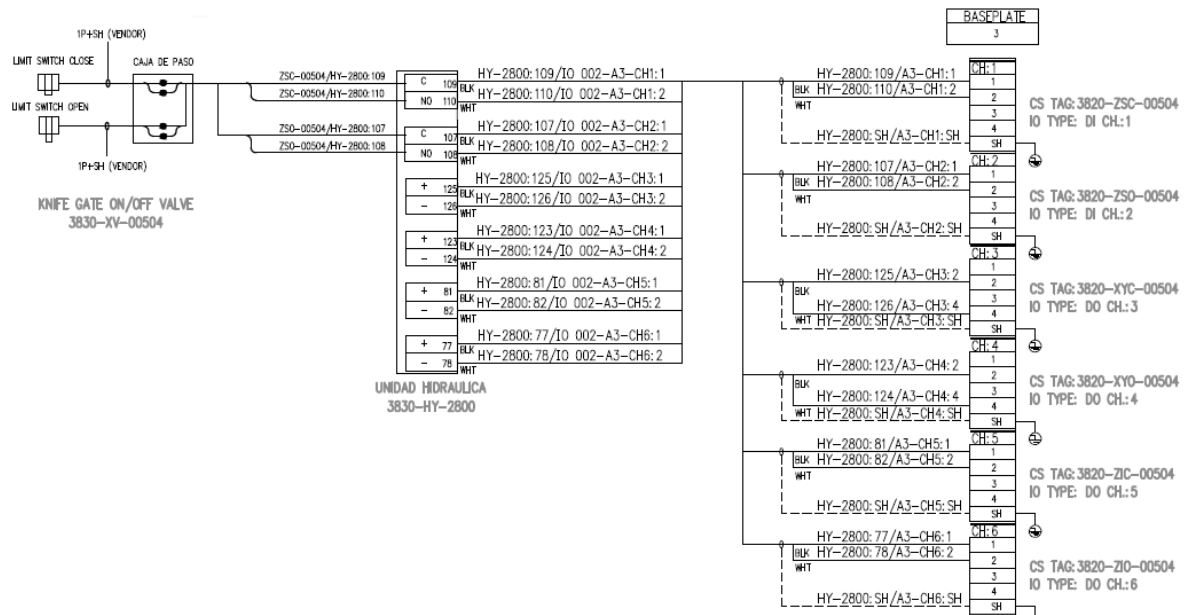 BASEPLATE
3
1P+SH (VENDOR)
LIMIT SWITCH CLOSE
CAJA DE PASO
LIMIT SWITCH OPEN
1P+SH (VENDOR)
KNIFE GATE ON/OFF VALVE
3830-XV-00504
ZSC-00504/HY-2800:109
ZSC-00504/HY-2800:110
ZSO-00504/HY-2800:107
ZSO-00504/HY-2800:108
C 109
NO 110
C 107
NO 108
+ 125
- 126
+ 123
- 124
+ 81
- 82
+ 77
- 78
UNIDAD HIDRAULICA
3830-HY-2800
HY-2800:109/IO 002-A3-CH1:1
BLK HY-2800:110/IO 002-A3-CH1:2
WHT
HY-2800:107/IO 002-A3-CH2:1
BLK HY-2800:108/IO 002-A3-CH2:2
WHT
HY-2800:125/IO 002-A3-CH3:1
BLK HY-2800:126/IO 002-A3-CH3:2
WHT
HY-2800:123/IO 002-A3-CH4:1
BLK HY-2800:124/IO 002-A3-CH4:2
WHT
HY-2800:81/IO 002-A3-CH5:1
BLK HY-2800:82/IO 002-A3-CH5:2
WHT
HY-2800:77/IO 002-A3-CH6:1
BLK HY-2800:78/IO 002-A3-CH6:2
WHT
HY-2800:109/A3-CH1:1
BLK HY-2800:110/A3-CH1:2
WHT
HY-2800:SH/A3-CH1:SH
CH:1
1
2
3
4
SH
CS TAG:3820-ZSC-00504
IO TYPE: DI CH.:1
HY-2800:107/A3-CH2:1
BLK HY-2800:108/A3-CH2:2
WHT
HY-2800:SH/A3-CH2:SH
CH:2
1
2
3
4
SH
CS TAG:3820-ZSO-00504
IO TYPE: DI CH.:2
HY-2800:125/A3-CH3:2
BLK
HY-2800:126/A3-CH3:4
WHT HY-2800:SH/A3-CH3:SH
CH:3
1
2
3
4
SH
CS TAG:3820-XYC-00504
IO TYPE: DO CH.:3
HY-2800:123/A3-CH4:2
BLK
HY-2800:124/A3-CH4:4
WHT HY-2800:SH/A3-CH4:SH
CH:4
1
2
3
4
SH
CS TAG:3820-XYO-00504
IO TYPE: DO CH.:4
HY-2800:81/A3-CH5:1
BLK HY-2800:82/A3-CH5:2
WHT
HY-2800:SH/A3-CH5:SH
CH:5
1
2
3
4
SH
CS TAG:3820-ZIC-00504
IO TYPE: DO CH.:5
HY-2800:77/A3-CH6:1
BLK HY-2800:78/A3-CH6:2
WHT
HY-2800:SH/A3-CH6:SH
CH:6
1
2
3
4
SH
CS TAG:3820-ZIO-00504
IO TYPE: DO CH.:6